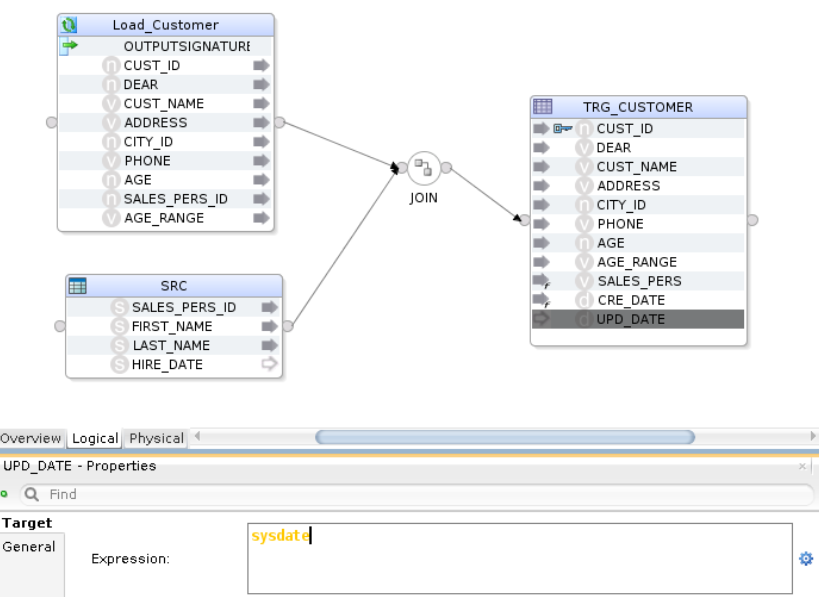 Load_Customer
OUTPUTSIGNATURE
n CUST_ID
n DEAR
v CUST_NAME
v ADDRESS
n CITY_ID
v PHONE
n AGE
n SALES_PERS_ID
v AGE_RANGE
SRC
S SALES_PERS_ID
S FIRST_NAME
S LAST_NAME
S HIRE_DATE
JOIN
TRG_CUSTOMER
n CUST_ID
v DEAR
v CUST_NAME
v ADDRESS
n CITY_ID
v PHONE
n AGE
v AGE_RANGE
v SALES_PERS
d CRE_DATE
d UPD_DATE
Overview Logical Physical
UPD_DATE - Properties
Find
Target
General
Expression:
sysdate